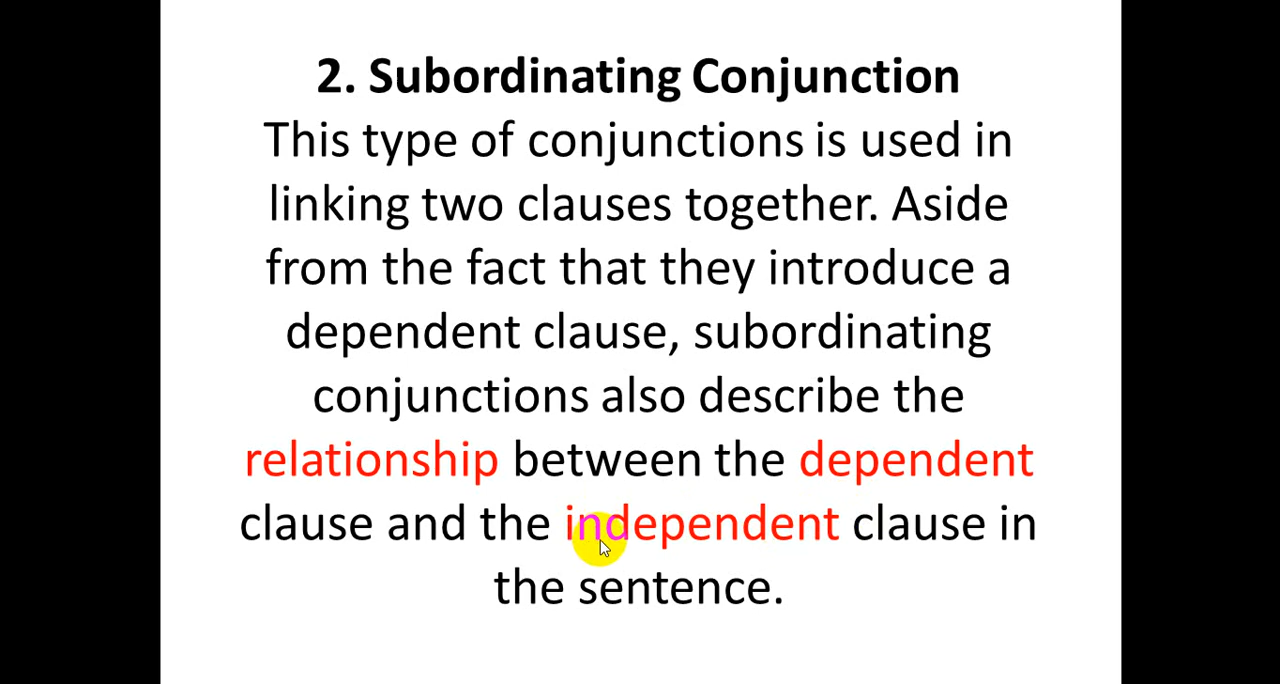 2. Subordinating Conjunction
This type of conjunctions is used in
linking two clauses together. Aside
from the fact that they introduce a
dependent clause, subordinating
conjunctions also describe the
relationship between the dependent
clause and the independent clause in
the sentence.